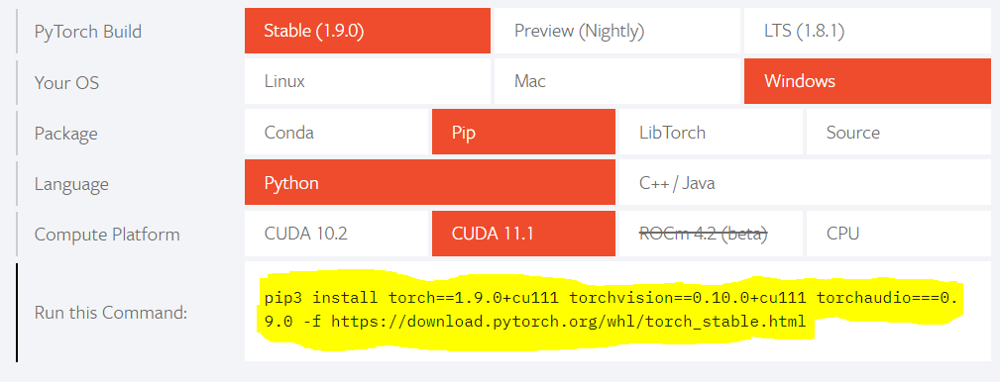 PyTorch Build Stable (1.9.0) Preview (Nightly) LTS (1.8.1)
Your OS Linux Mac Windows
Package Conda Pip LibTorch Source
Language Python C++ / Java
Compute Platform CUDA 10.2 CUDA 11.1 ROCm 4.2 (beta) CPU
Run this Command:
pip3 install torch==1.9.0+cu111 torchvision==0.10.0+cu111 torchaudio===0.
9.0 -f https://download.pytorch.org/whl/torch_stable.html